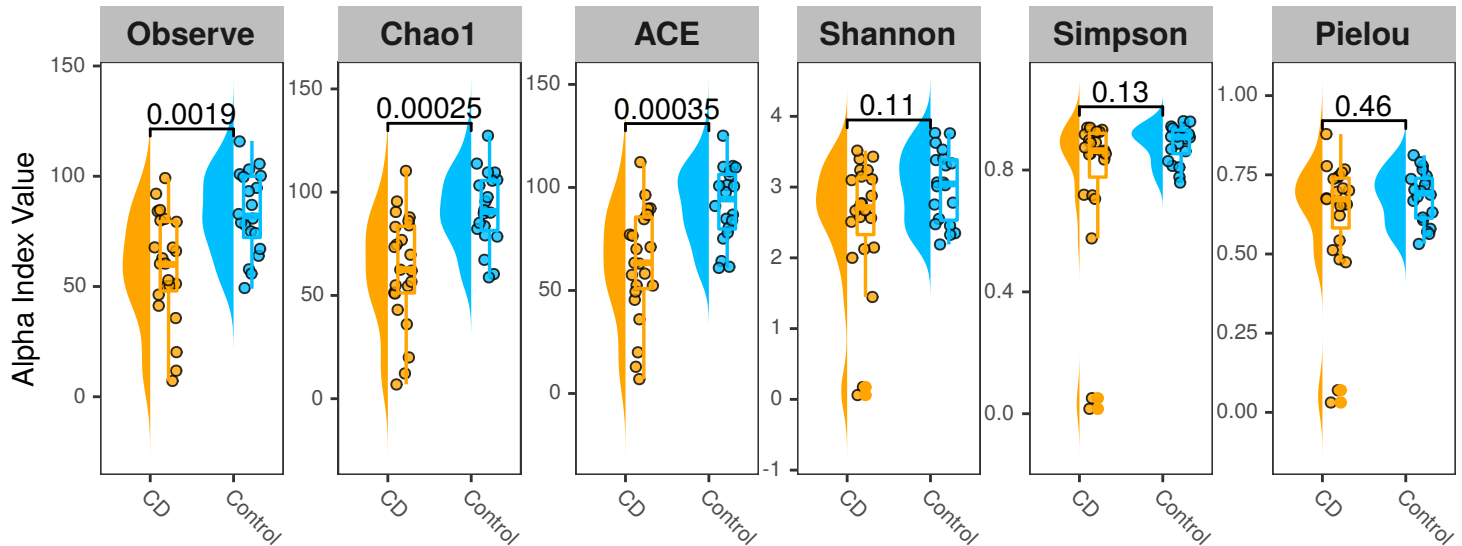 Observe
Chao1
ACE
Shannon
Simpson
Pielou
Alpha Index Value
150
100
50
0
0.0019
CD
Control
150
100
50
0
0.00025
CD
Control
150
100
50
0
0.00035
CD
Control
4
3
2
1
0
-1
0.11
CD
Control
0.8
0.4
0.0
0.13
CD
Control
1.00
0.75
0.50
0.25
0.00
0.46
CD
Control